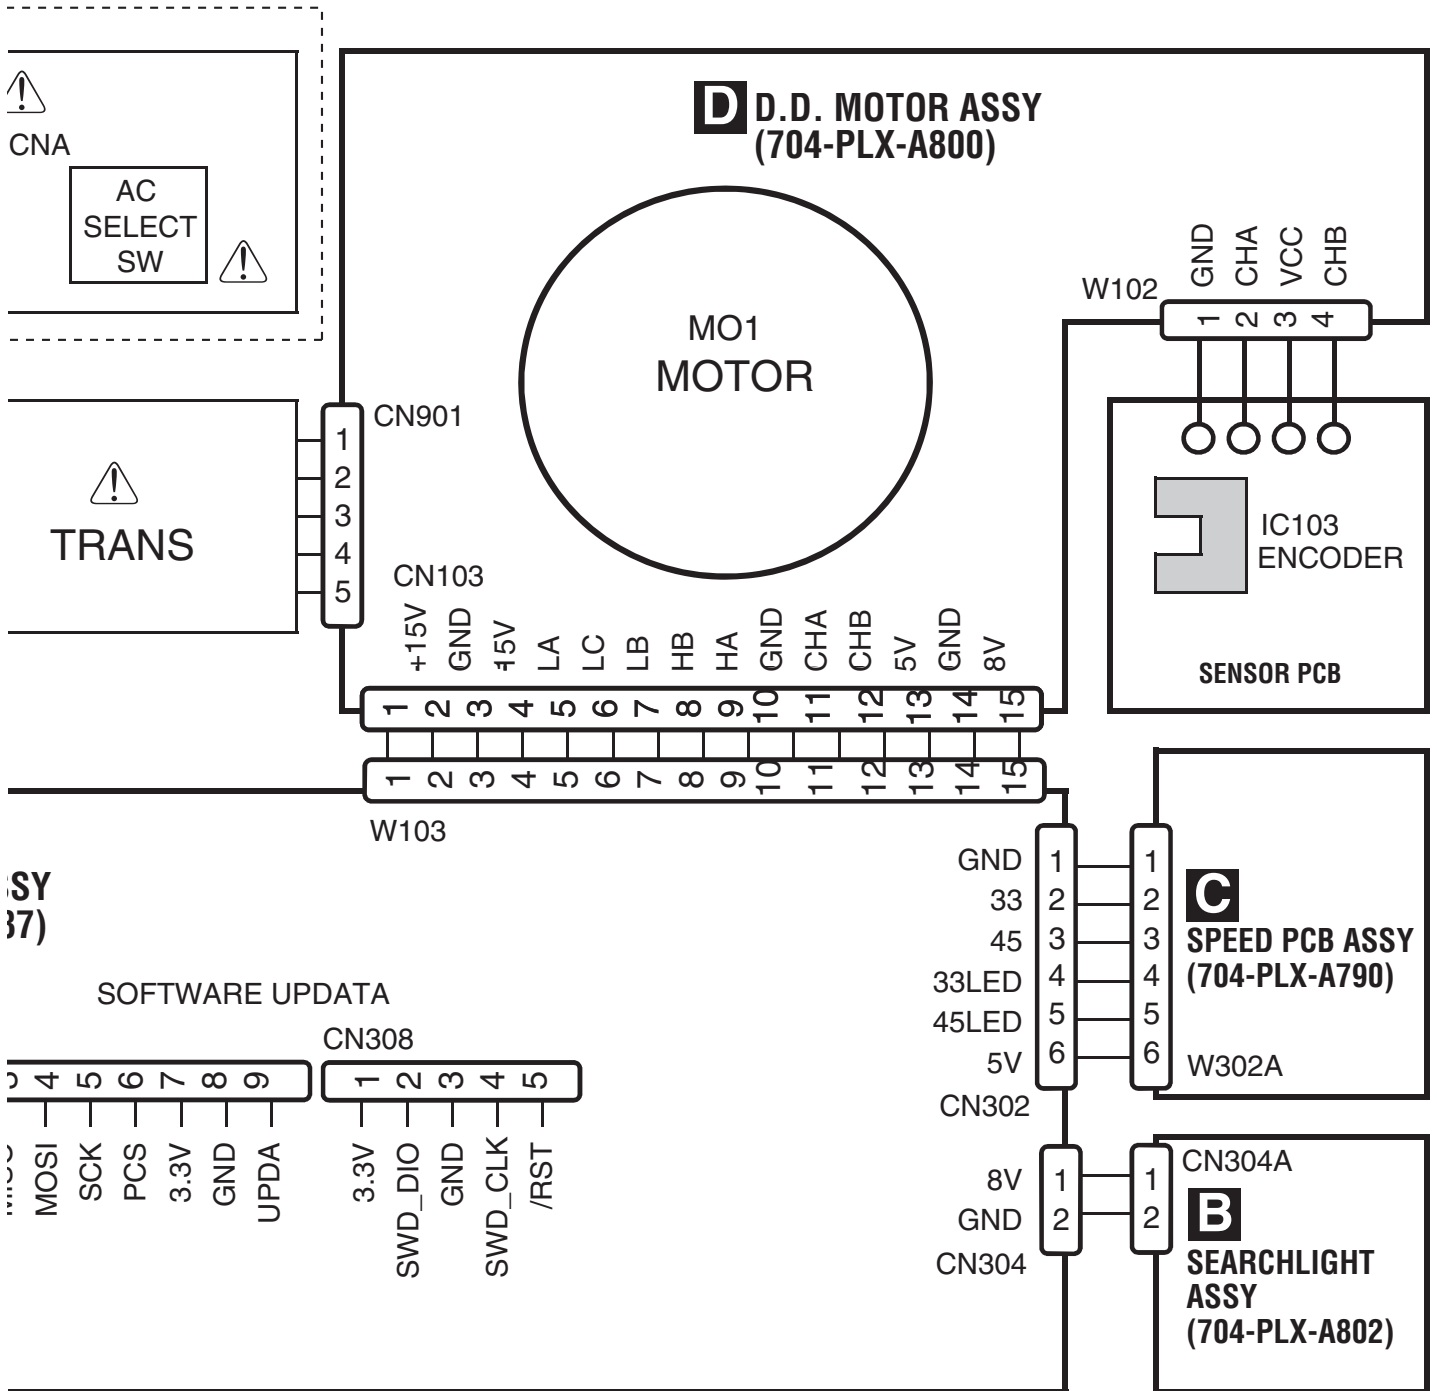 CNA
AC
SELECT
SW
D D.D. MOTOR ASSY
(704-PLX-A800)
MO1
MOTOR
W102
GND
CHA
VCC
CHB
1 2 3 4
IC103
ENCODER
SENSOR PCB
TRANS
CN901
1
2
3
4
5
CN103
+15V
GND
-15V
LA
LC
LB
HB
HA
GND
CHA
CHB
5V
GND
8V
1 2 3 4 5 6 7 8 9 10 11 12 13 14 15
1 2 3 4 5 6 7 8 9 10 11 12 13 14 15
W103
SSY
37)
SOFTWARE UPDATA
CN308
4 5 6 7 8 9
MOSI
SCK
PCS
3.3V
GND
UPDA
1 2 3 4 5
3.3V
SWD_DIO
GND
SWD_CLK
/RST
GND 1 1
33 2 2
45 3 3
33LED 4 4
45LED 5 5
5V 6 6
CN302
C
SPEED PCB ASSY
(704-PLX-A790)
W302A
8V 1 1
GND 2 2
CN304
CN304A
B
SEARCHLIGHT
ASSY
(704-PLX-A802)